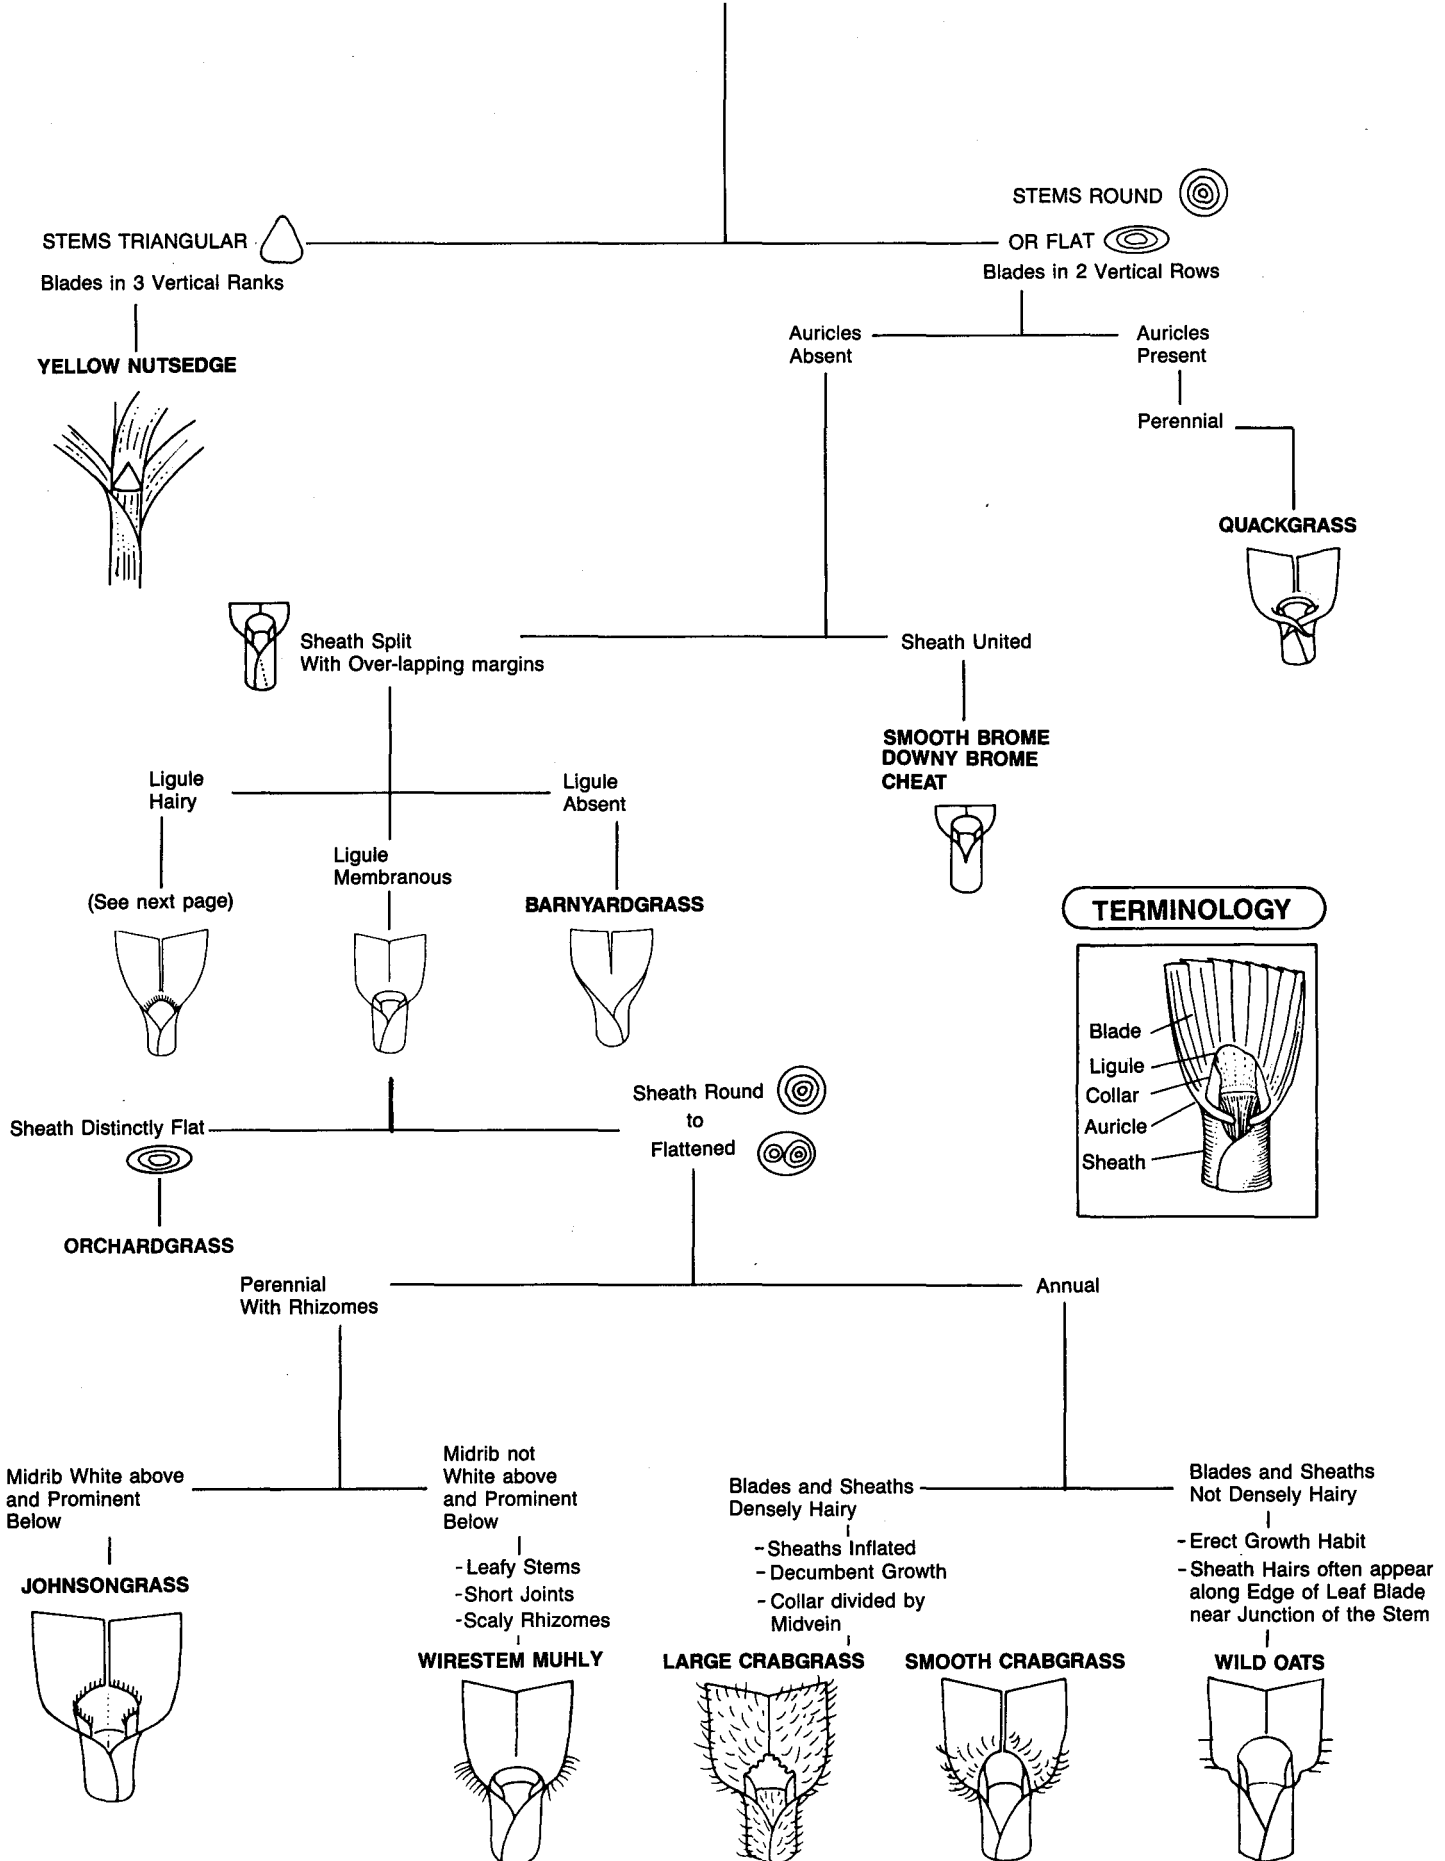 STEMS TRIANGULAR
Blades in 3 Vertical Ranks
YELLOW NUTSEDGE
STEMS ROUND
OR FLAT
Blades in 2 Vertical Rows
Auricles
Absent
Auricles
Present
Perennial
QUACKGRASS
Sheath Split
With Over-lapping margins
Sheath United
SMOOTH BROME
DOWNY BROME
CHEAT
Ligule
Hairy
(See next page)
Ligule
Membranous
Ligule
Absent
BARNYARDGRASS
TERMINOLOGY
Blade
Ligule
Collar
Auricle
Sheath
Sheath Distinctly Flat
ORCHARDGRASS
Sheath Round
to
Flattened
Perennial
With Rhizomes
Annual
Midrib White above
and Prominent
Below
JOHNSONGRASS
Midrib not
White above
and Prominent
Below
-Leafy Stems
-Short Joints
-Scaly Rhizomes
WIRESTEM MUHLY
Blades and Sheaths
Densely Hairy
-Sheaths Inflated
-Decumbent Growth
-Collar divided by
Midvein
LARGE CRABGRASS
SMOOTH CRABGRASS
Blades and Sheaths
Not Densely Hairy
-Erect Growth Habit
-Sheath Hairs often appear
along Edge of Leaf Blade
near Junction of the Stem
WILD OATS